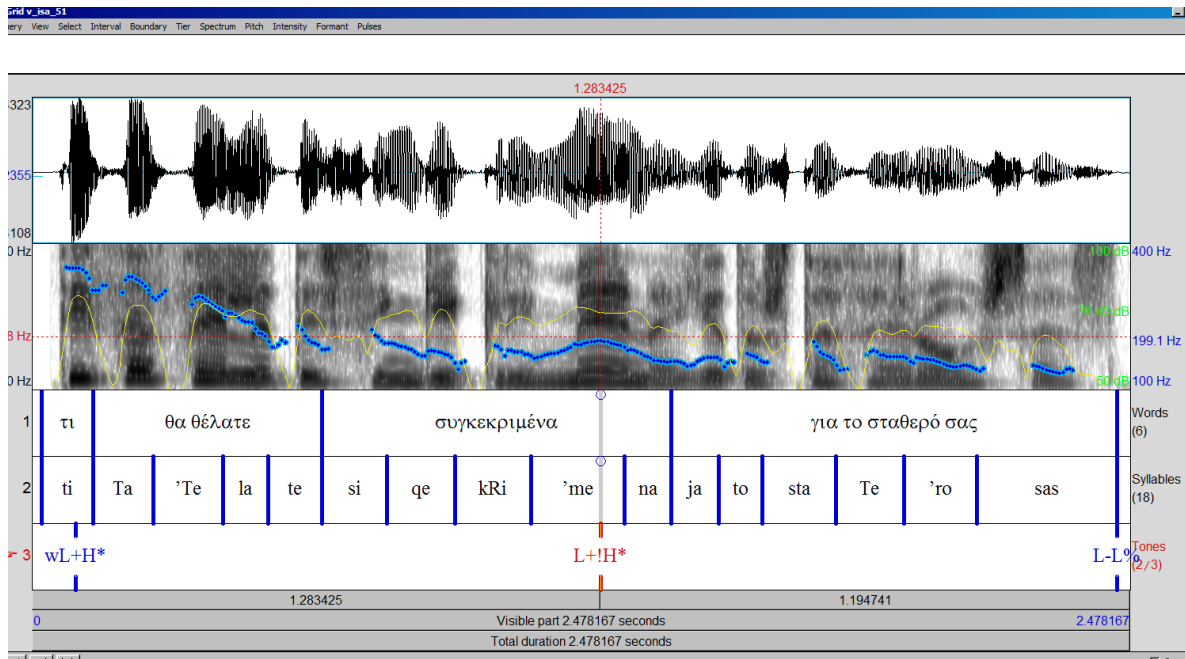 Grid v_isa_51
ery View Select Interval Boundary Tier Spectrum Pitch Intensity Formant Pulses
1.283425
323
355
108
0 Hz 100 dB 400 Hz
8 Hz 199.1 Hz
0 Hz 50 dB 100 Hz
1 τι θα θέλατε συγκεκριμένα για το σταθερό σας Words
(6)
2 ti Ta 'Te la te si qe kRi 'me na ja to sta Te 'ro sas Syllables
(18)
3 wL+H* L+!H* L-L% Tones
(2/3)
1.283425 1.194741
0 Visible part 2.478167 seconds 2.478167
Total duration 2.478167 seconds